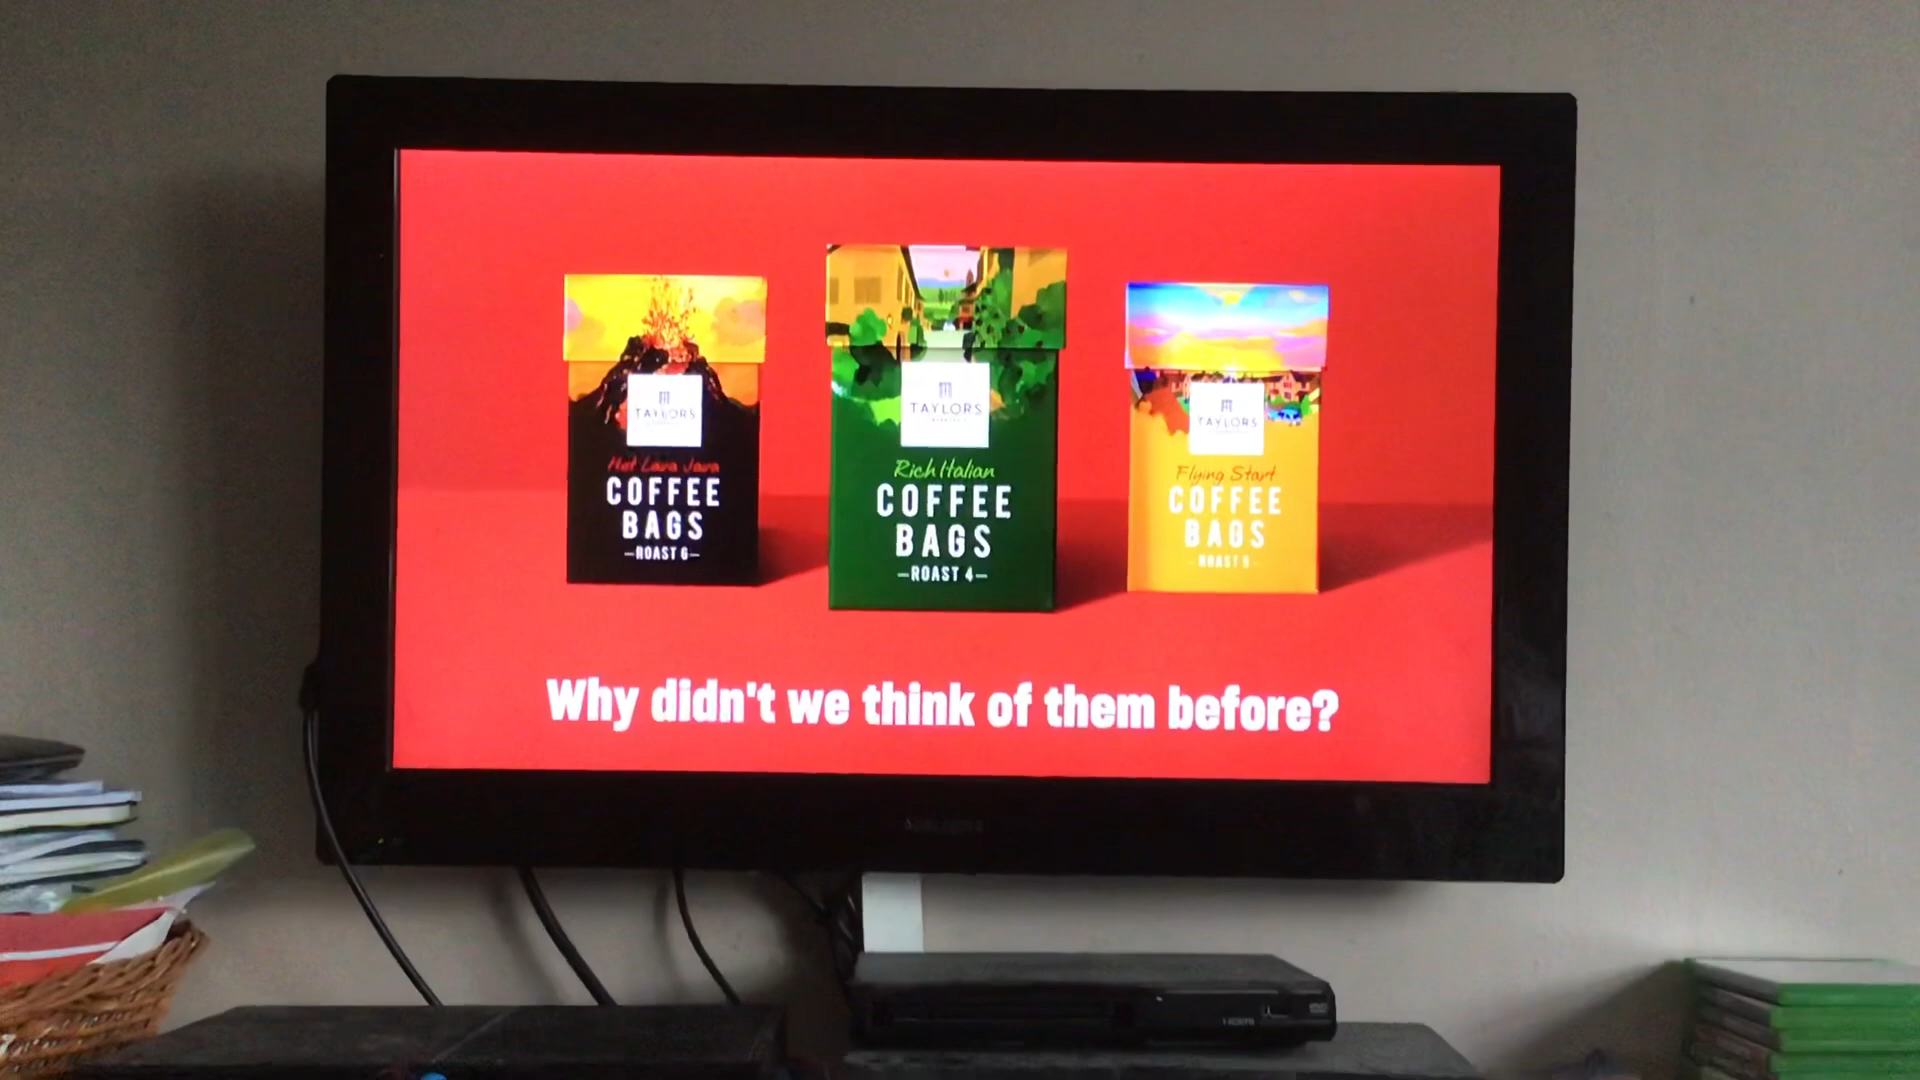 TAYLORS
Hot Lava Java
COFFEE
BAGS
ROAST 6
TAYLORS
Rich Italian
COFFEE
BAGS
ROAST 4
TAYLORS
Flying Start
COFFEE
BAGS
Why didn't we think of them before?